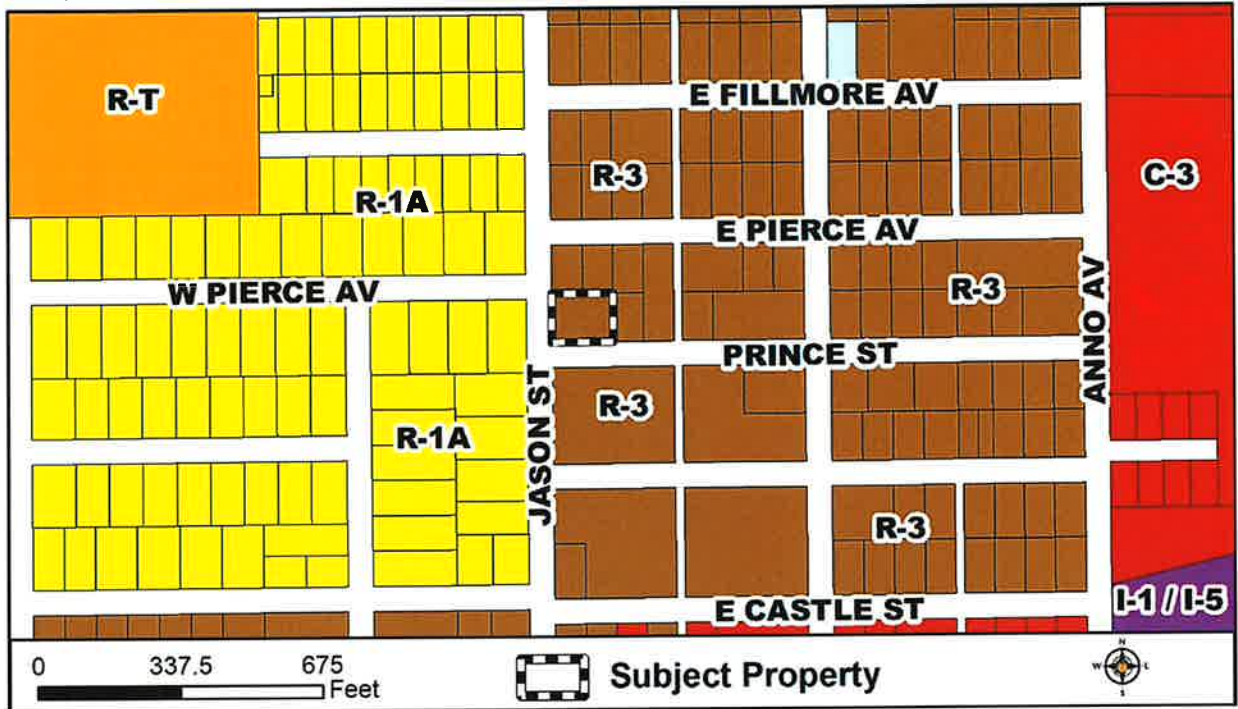 R-T
E FILLMORE AV
R-3
C-3
R-1A
E PIERCE AV
W PIERCE AV
R-3
ANNO AV
PRINCE ST
JASON ST
R-3
R-1A
R-3
I-1 / I-5
E CASTLE ST
0 337.5 675
Feet
Subject Property
N
W
S